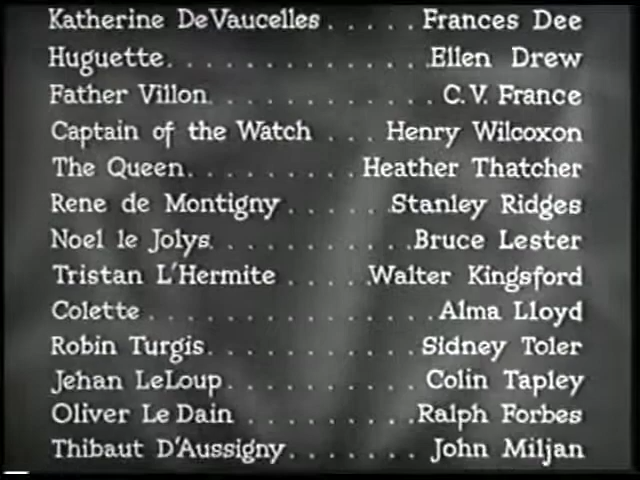 Katherine DeVaucelles . . . . . Frances Dee
Huguette. . . . . . . . . . . . . Ellen Drew
Father Villon. . . . . . . . . . . C.V. France
Captain of the Watch . . . Henry Wilcoxon
The Queen. . . . . . . . . Heather Thatcher
Rene de Montigny . . . . . Stanley Ridges
Noel le Jolys. . . . . . . . . . . Bruce Lester
Tristan L'Hermite . . . . . Walter Kingsford
Colette . . . . . . . . . . . . . . Alma Lloyd
Robin Turgis. . . . . . . . . . Sidney Toler
Jehan LeLoup. . . . . . . . . . Colin Tapley
Oliver Le Dain . . . . . . . . . Ralph Forbes
Thibaut D'Aussigny. . . . . . . John Miljan